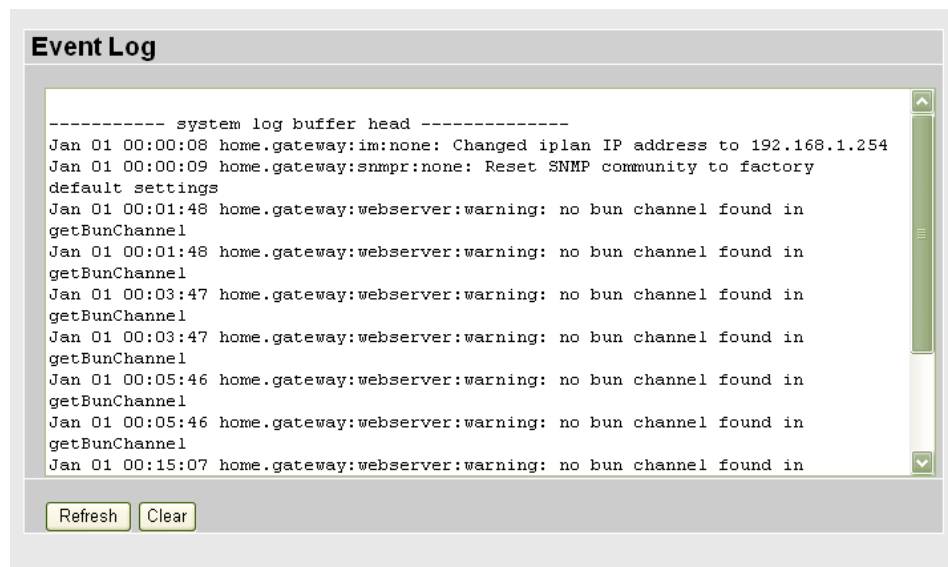 Event Log
----------- system log buffer head --------------
Jan 01 00:00:08 home.gateway:im:none: Changed iplan IP address to 192.168.1.254
Jan 01 00:00:09 home.gateway:snmpr:none: Reset SNMP community to factory
default settings
Jan 01 00:01:48 home.gateway:webserver:warning: no bun channel found in
getBunChannel
Jan 01 00:01:48 home.gateway:webserver:warning: no bun channel found in
getBunChannel
Jan 01 00:03:47 home.gateway:webserver:warning: no bun channel found in
getBunChannel
Jan 01 00:03:47 home.gateway:webserver:warning: no bun channel found in
getBunChannel
Jan 01 00:05:46 home.gateway:webserver:warning: no bun channel found in
getBunChannel
Jan 01 00:05:46 home.gateway:webserver:warning: no bun channel found in
getBunChannel
Jan 01 00:15:07 home.gateway:webserver:warning: no bun channel found in
Refresh Clear